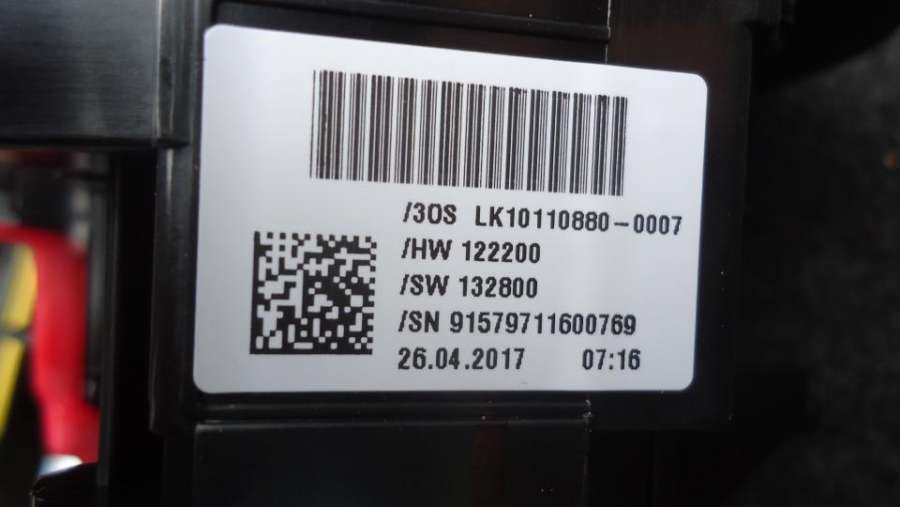 /3OS LK10110880-0007
/HW 122200
/SW 132800
/SN 91579711600769
26.04.2017 07:16